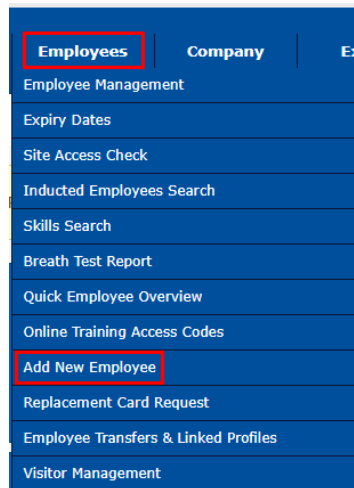 Employees Company
Employee Management
Expiry Dates
Site Access Check
Inducted Employees Search
Skills Search
Breath Test Report
Quick Employee Overview
Online Training Access Codes
Add New Employee
Replacement Card Request
Employee Transfers & Linked Profiles
Visitor Management